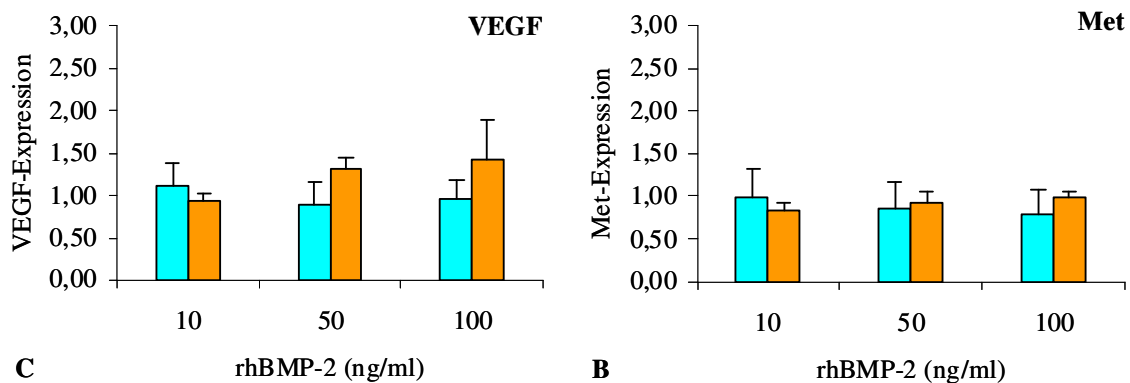 VEGF
VEGF-Expression
3,00
2,50
2,00
1,50
1,00
0,50
0,00
10 50 100
rhBMP-2 (ng/ml)
C
Met
Met-Expression
3,00
2,50
2,00
1,50
1,00
0,50
0,00
10 50 100
rhBMP-2 (ng/ml)
B